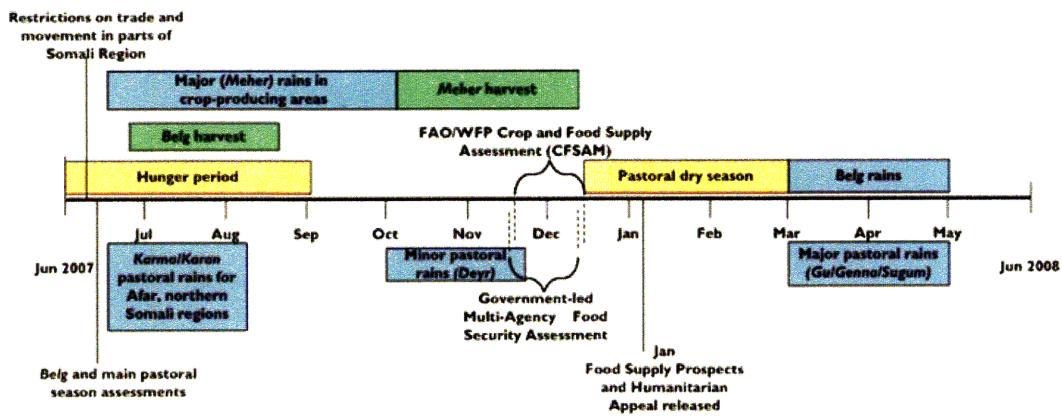 Restrictions on trade and
movement in parts of
Somali Region
Major (Meher) rains in
crop-producing areas
Meher harvest
Belg harvest
FAO/WFP Crop and Food Supply
Assessment (CFSAM)
Hunger period
Pastoral dry season
Belg rains
Jul Aug Sep Oct Nov Dec Jan Feb Mar Apr May
Jun 2007
Jun 2008
Karma/Karan
pastoral rains for
Afar, northern
Somali regions
Minor pastoral
rains (Deyr)
Major pastoral rains
(Gu/Genna/Sugum)
Government-led
Multi-Agency Food
Security Assessment
Belg and main pastoral
season assessments
Jan
Food Supply Prospects
and Humanitarian
Appeal released